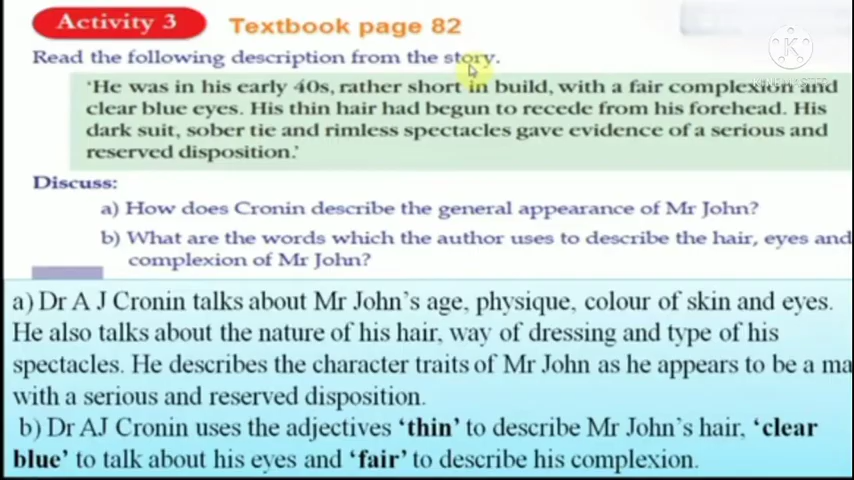 Activity 3
Textbook page 82
Read the following description from the story.
'He was in his early 40s, rather short in build, with a fair complexion and
clear blue eyes. His thin hair had begun to recede from his forehead. His
dark suit, sober tie and rimless spectacles gave evidence of a serious and
reserved disposition.'
Discuss:
a) How does Cronin describe the general appearance of Mr John?
b) What are the words which the author uses to describe the hair, eyes and
complexion of Mr John?
a) Dr A J Cronin talks about Mr John's age, physique, colour of skin and eyes.
He also talks about the nature of his hair, way of dressing and type of his
spectacles. He describes the character traits of Mr John as he appears to be a ma
with a serious and reserved disposition.
b) Dr AJ Cronin uses the adjectives 'thin' to describe Mr John's hair, 'clear
blue' to talk about his eyes and 'fair' to describe his complexion.
K
KINEMASTER